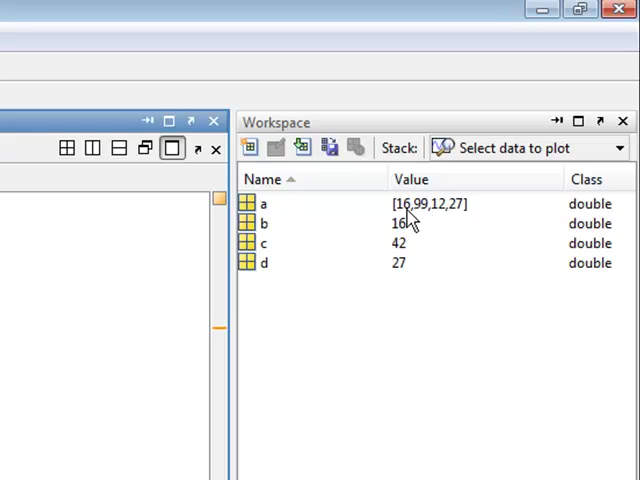 Workspace
Stack: Select data to plot
Name Value Class
a [16,99,12,27] double
b 16 double
c 42 double
d 27 double